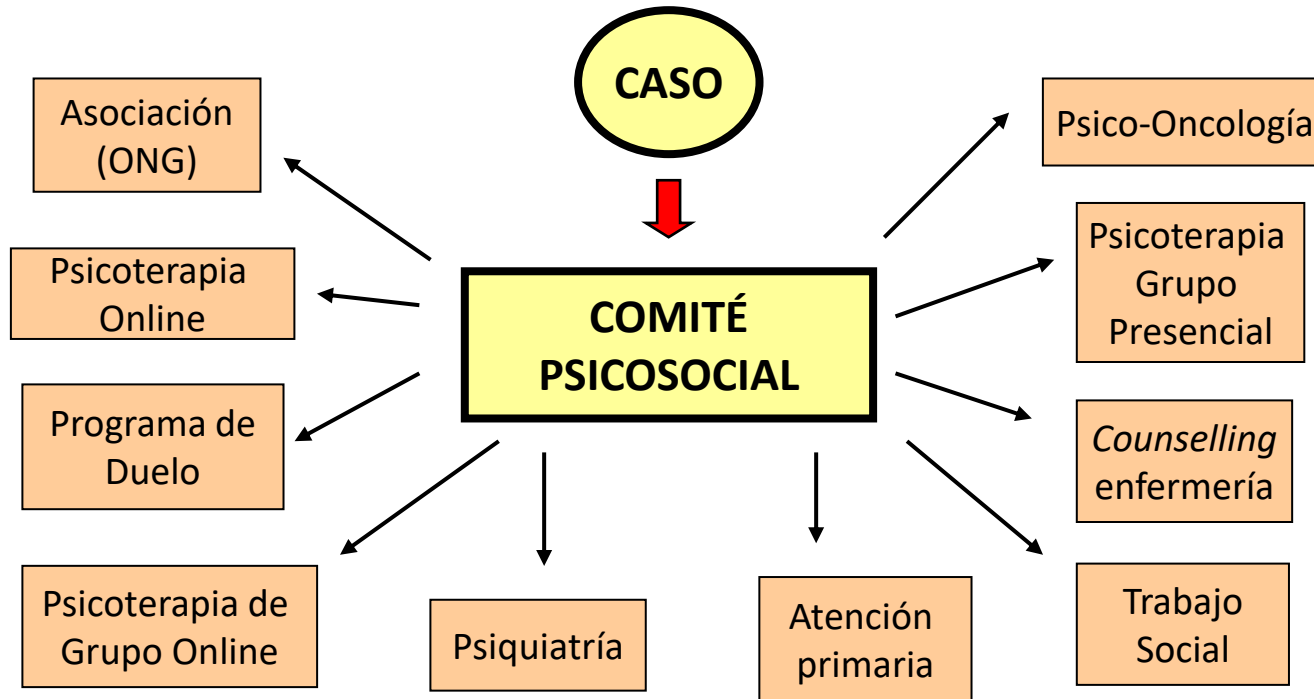 CASO
Asociación
(ONG)
Psico-Oncología
Psicoterapia
Online
Psicoterapia
Grupo
Presencial
COMITÉ
PSICOSOCIAL
Programa de
Duelo
Counselling
enfermería
Psicoterapia de
Grupo Online
Psiquiatría
Atención
primaria
Trabajo
Social